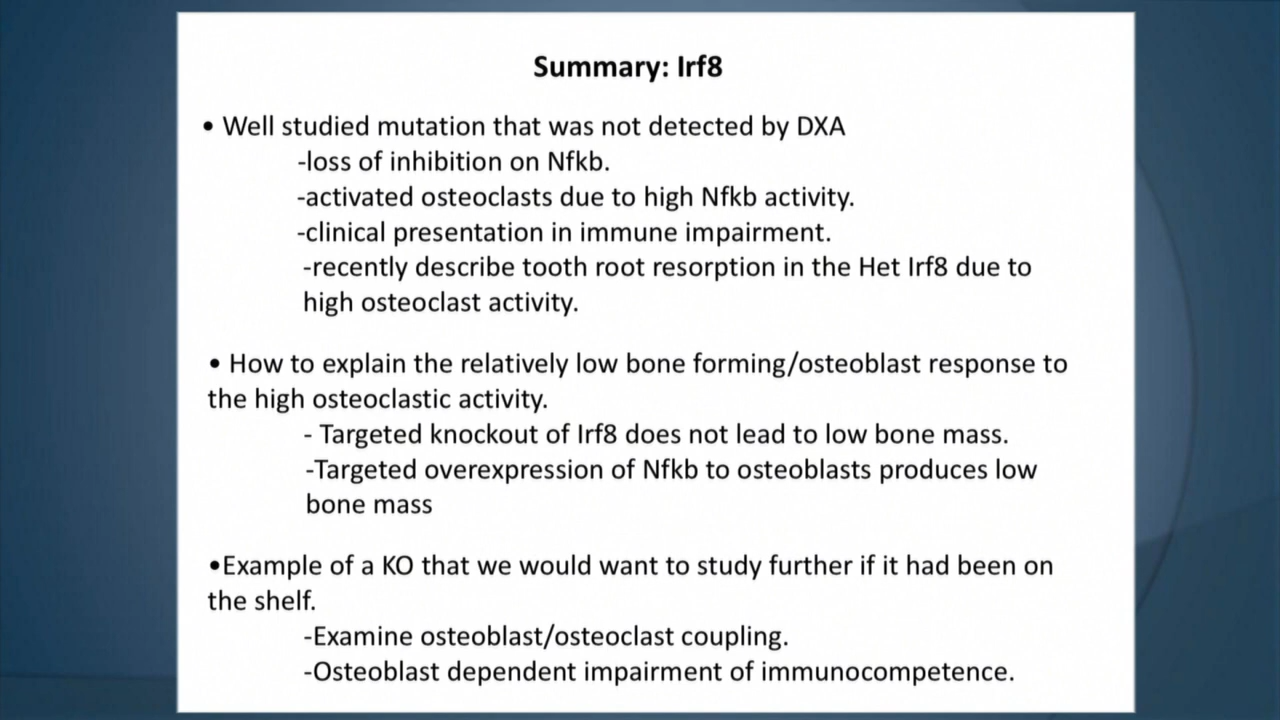 Summary: Irf8
• Well studied mutation that was not detected by DXA
-loss of inhibition on Nfkb.
-activated osteoclasts due to high Nfkb activity.
-clinical presentation in immune impairment.
-recently describe tooth root resorption in the Het Irf8 due to
high osteoclast activity.
• How to explain the relatively low bone forming/osteoblast response to
the high osteoclastic activity.
- Targeted knockout of Irf8 does not lead to low bone mass.
-Targeted overexpression of Nfkb to osteoblasts produces low
bone mass
•Example of a KO that we would want to study further if it had been on
the shelf.
-Examine osteoblast/osteoclast coupling.
-Osteoblast dependent impairment of immunocompetence.